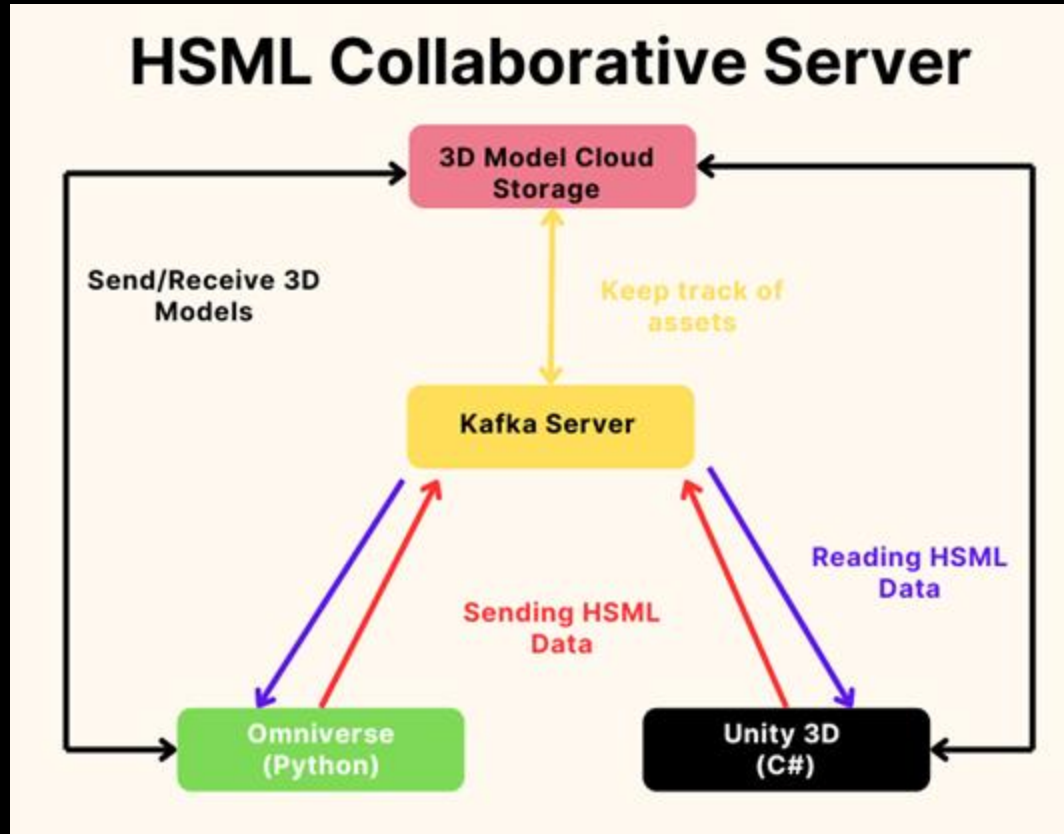 HSML Collaborative Server
3D Model Cloud
Storage
Send/Receive 3D
Models
Keep track of
assets
Kafka Server
Reading HSML
Data
Sending HSML
Data
Omniverse
(Python)
Unity 3D
(C#)